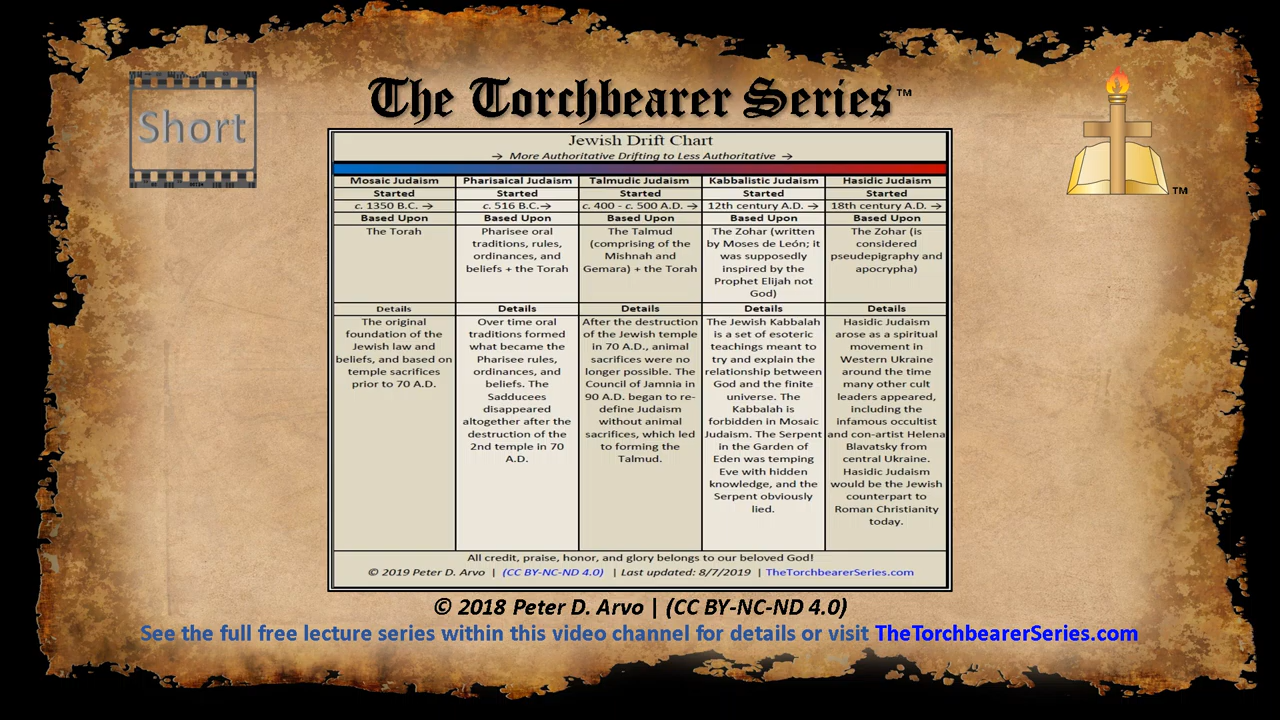 Short
The Torchbearer Series™
™
Jewish Drift Chart
→ More Authoritative Drifting to Less Authoritative →
Mosaic Judaism
Started
c. 1350 B.C. →
Based Upon
The Torah
Details
The original
foundation of the
Jewish law and
beliefs, and based on
temple sacrifices
prior to 70 A.D.
Pharisaical Judaism
Started
c. 516 B.C.→
Based Upon
Pharisee oral
traditions, rules,
ordinances, and
beliefs + the Torah
Details
Over time oral
traditions formed
what became the
Pharisee rules,
ordinances, and
beliefs. The
Sadducees
disappeared
altogether after the
destruction of the
2nd temple in 70
A.D.
Talmudic Judaism
Started
c. 400 - c. 500 A.D. →
Based Upon
The Talmud
(comprising of the
Mishnah and
Gemara) + the Torah
Details
After the destruction
of the Jewish temple
in 70 A.D., animal
sacrifices were no
longer possible. The
Council of Jamnia in
90 A.D. began to re-
define Judaism
without animal
sacrifices, which led
to forming the
Talmud.
Kabbalistic Judaism
Started
12th century A.D. →
Based Upon
The Zohar (written
by Moses de León; it
was supposedly
inspired by the
Prophet Elijah not
God)
Details
The Jewish Kabbalah
is a set of esoteric
teachings meant to
try and explain the
relationship between
God and the finite
universe. The
Kabbalah is
forbidden in Mosaic
Judaism. The Serpent
in the Garden of
Eden was temping
Eve with hidden
knowledge, and the
Serpent obviously
lied.
Hasidic Judaism
Started
18th century A.D. →
Based Upon
The Zohar (is
considered
pseudepigraphy and
apocrypha)
Details
Hasidic Judaism
arose as a spiritual
movement in
Western Ukraine
around the time
many other cult
leaders appeared,
including the
infamous occultist
and con-artist Helena
Blavatsky from
central Ukraine.
Hasidic Judaism
would be the Jewish
counterpart to
Roman Christianity
today.
All credit, praise, honor, and glory belongs to our beloved God!
© 2019 Peter D. Arvo | (CC BY-NC-ND 4.0) | Last updated: 8/7/2019 | TheTorchbearerSeries.com
© 2018 Peter D. Arvo | (CC BY-NC-ND 4.0)
See the full free lecture series within this video channel for details or visit TheTorchbearerSeries.com